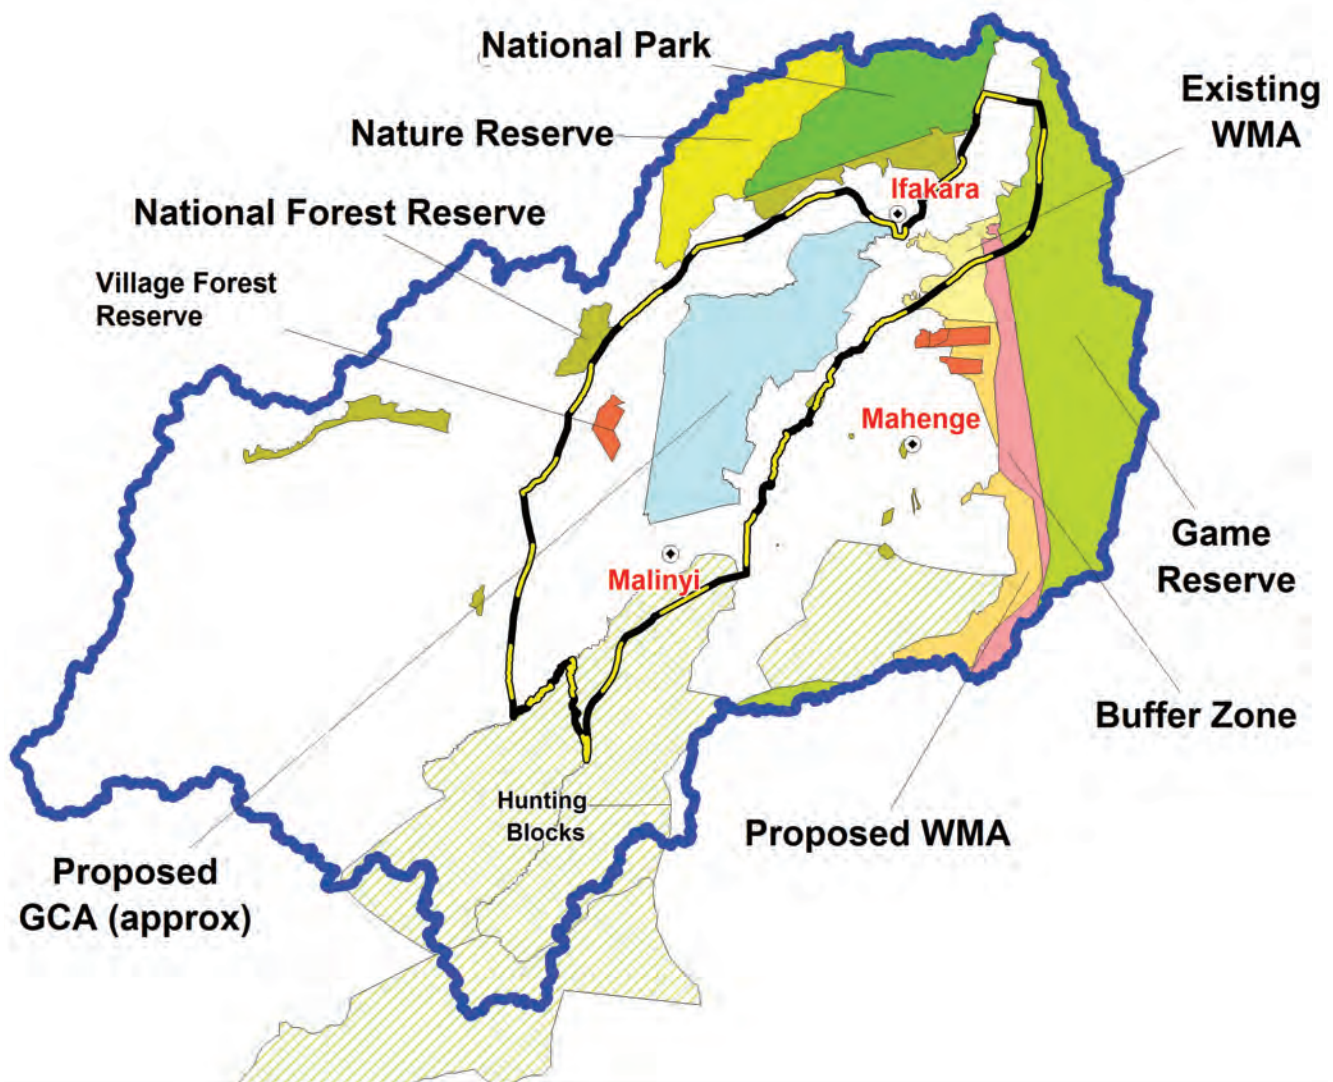 National Park
Existing
WMA
Nature Reserve
Ifakara
National Forest Reserve
Village Forest
Reserve
Mahenge
Game
Reserve
Malinyi
Buffer Zone
Hunting
Blocks
Proposed WMA
Proposed
GCA (approx)